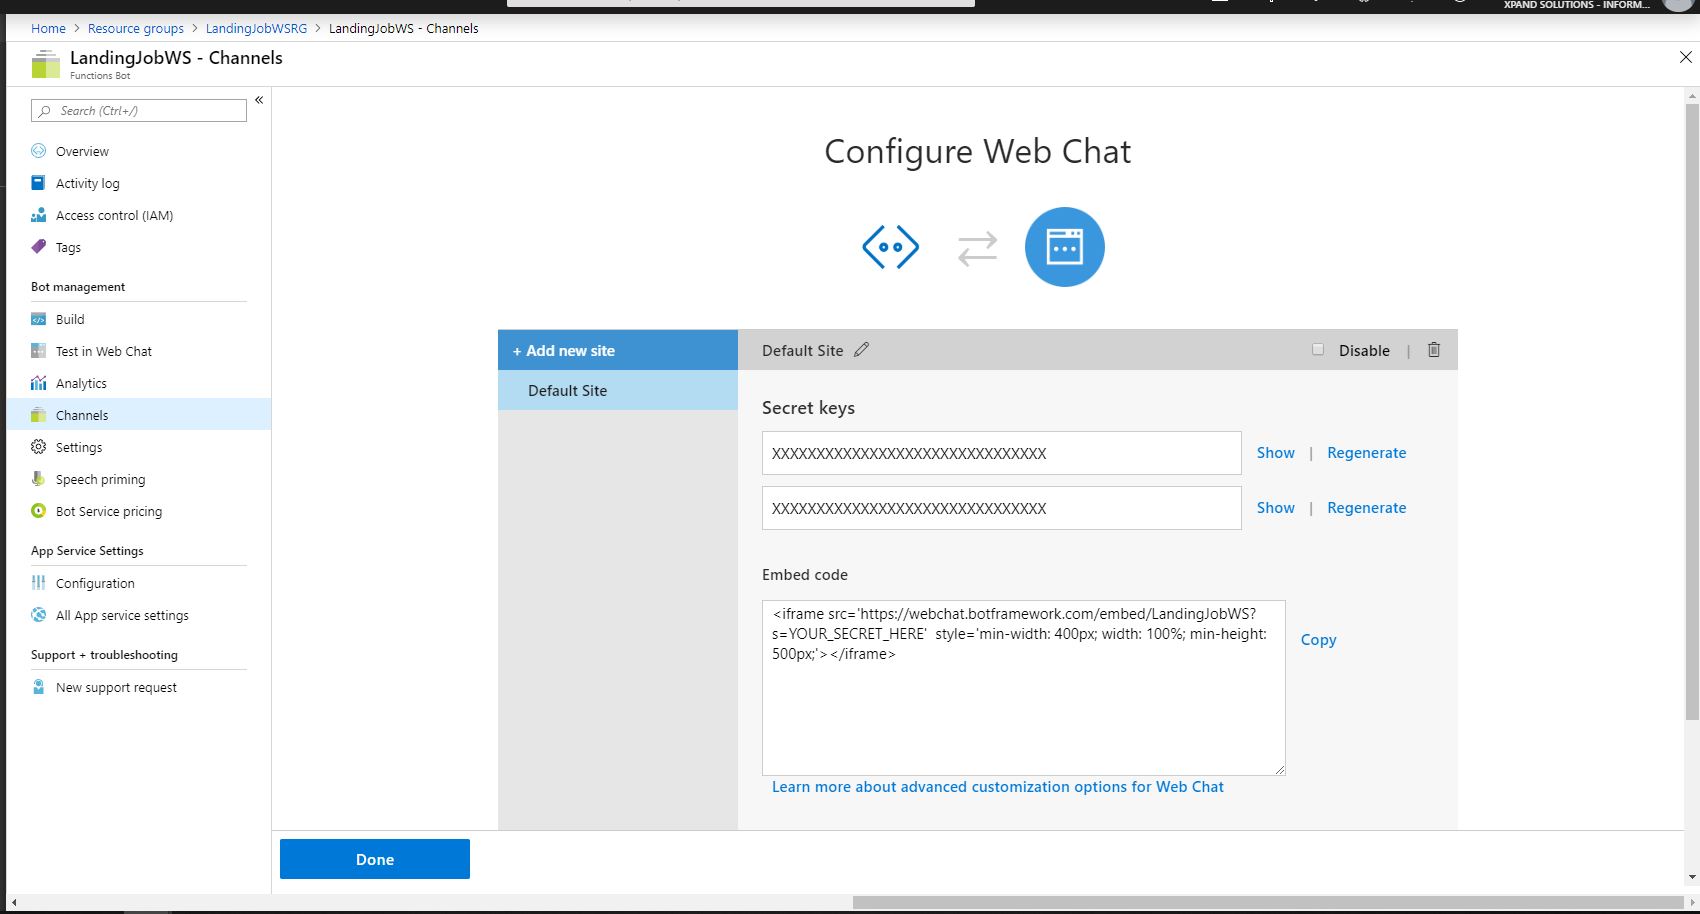 XPAND SOLUTIONS - INFORM...
Home > Resource groups > LandingJobWSRG > LandingJobWS - Channels
LandingJobWS - Channels
Functions Bot
Search (Ctrl+/)
«
Overview
Activity log
Access control (IAM)
Tags
Bot management
Build
Test in Web Chat
Analytics
Channels
Settings
Speech priming
Bot Service pricing
App Service Settings
Configuration
All App service settings
Support + troubleshooting
New support request
Configure Web Chat
+ Add new site
Default Site
Default Site
Disable |
Secret keys
XXXXXXXXXXXXXXXXXXXXXXXXXXXXXXX Show | Regenerate
XXXXXXXXXXXXXXXXXXXXXXXXXXXXXXX Show | Regenerate
Embed code
<iframe src='https://webchat.botframework.com/embed/LandingJobWS?
s=YOUR_SECRET_HERE'  style='min-width: 400px; width: 100%; min-height:
500px;'></iframe>
Copy
Learn more about advanced customization options for Web Chat
Done